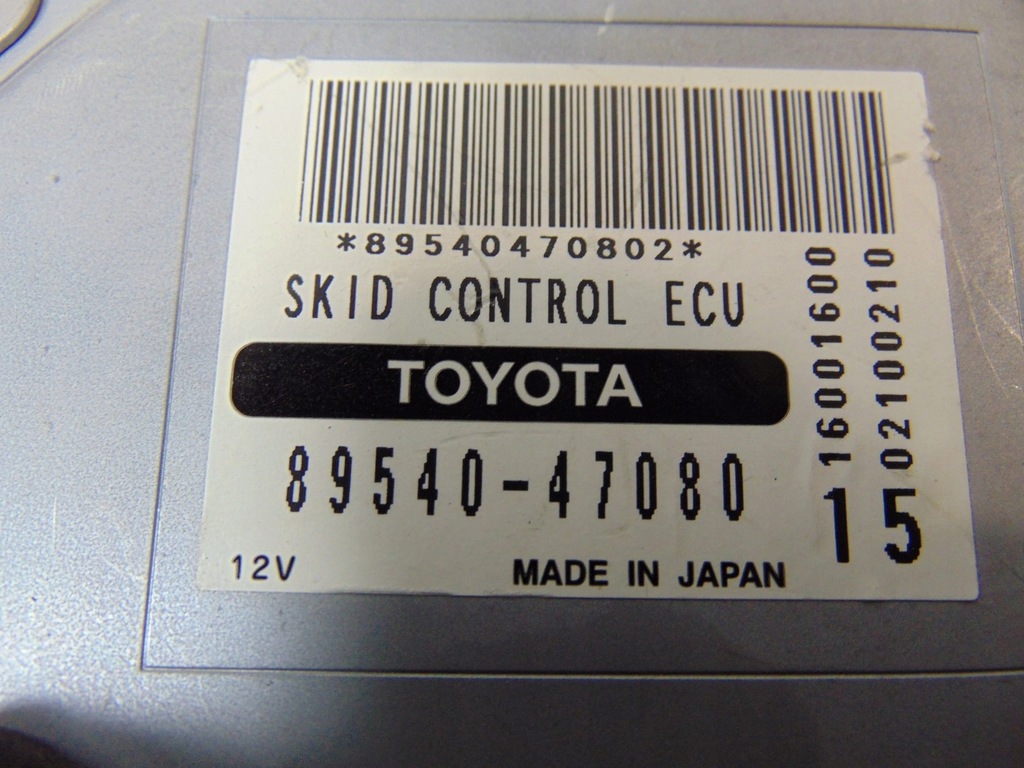 *89540470802*
SKID CONTROL ECU
TOYOTA
89540-47080
12V MADE IN JAPAN
16001600
02100210
15